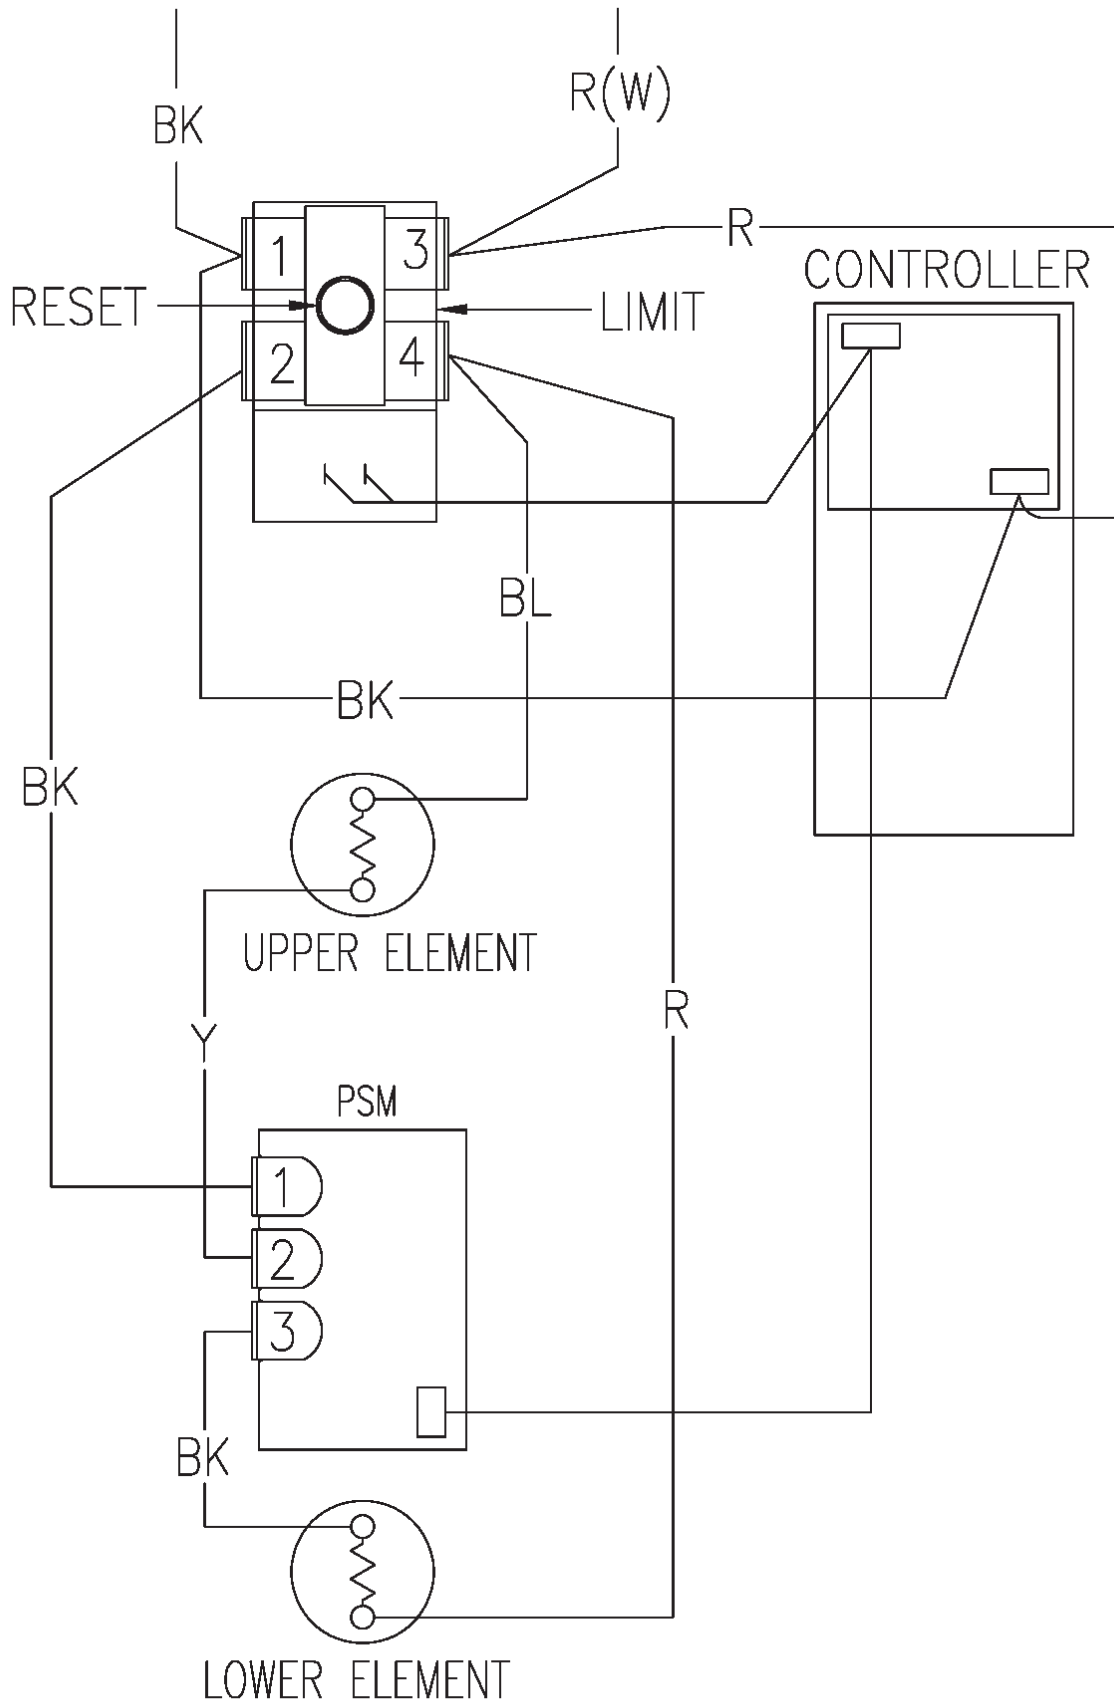 R(W)
BK
R
1
3
CONTROLLER
RESET
LIMIT
2
4
BL
BK
BK
UPPER ELEMENT
R
Y
PSM
1
2
3
BK
LOWER ELEMENT